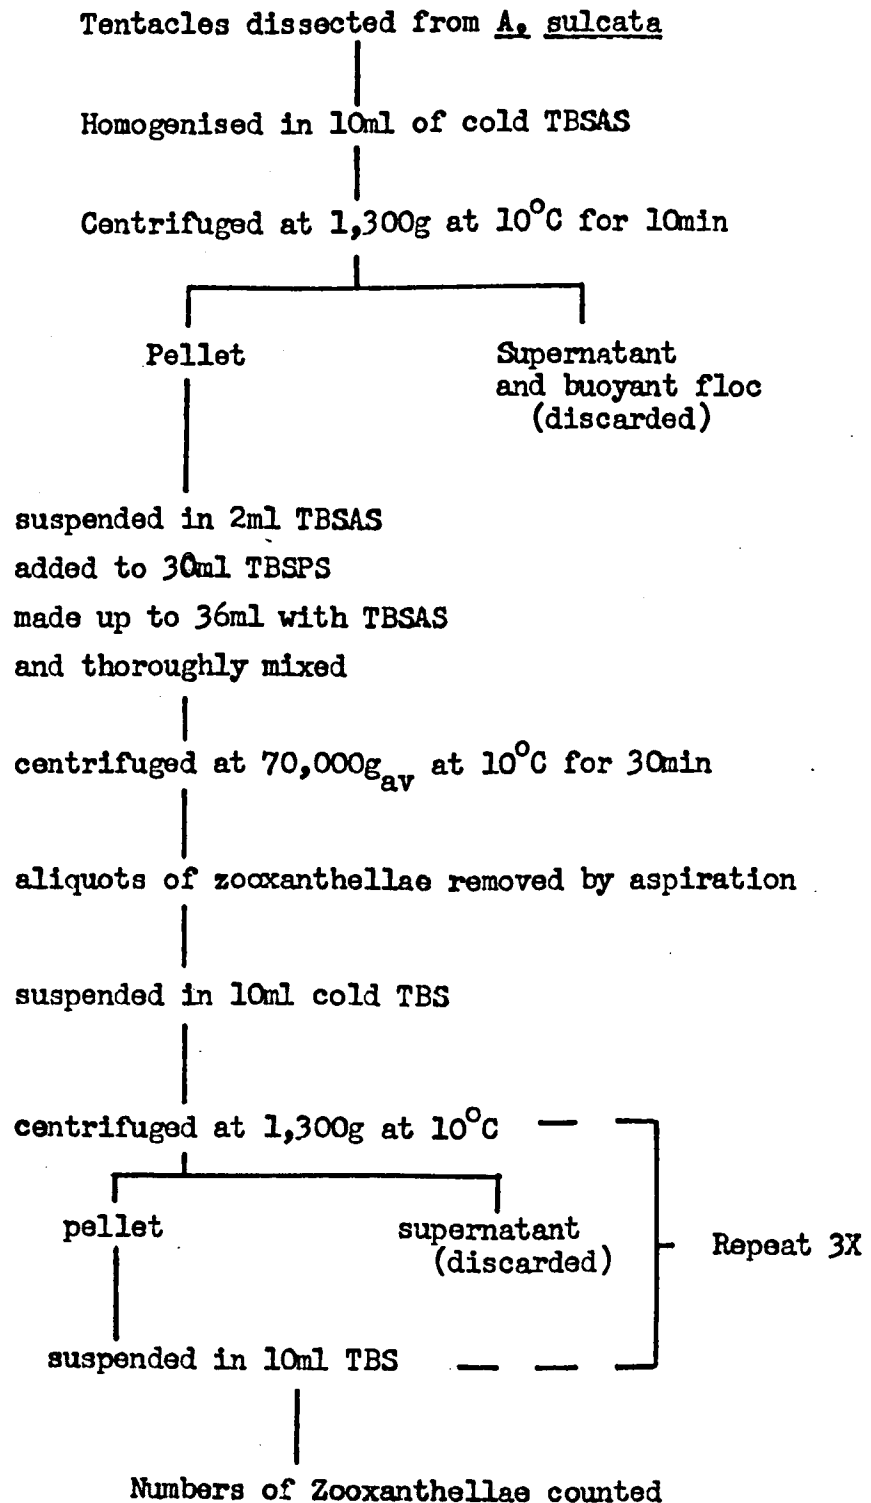 Tentacles dissected from A. sulcata
Homogenised in 10ml of cold TBSAS
Centrifuged at 1,300g at 10°C for 10min
Pellet
Supernatant
and buoyant floc
(discarded)
suspended in 2ml TBSAS
added to 30ml TBSPS
made up to 36ml with TBSAS
and thoroughly mixed
centrifuged at 70,000gav at 10°C for 30min
aliquots of zooxanthellae removed by aspiration
suspended in 10ml cold TBS
centrifuged at 1,300g at 10°C
pellet
supernatant
(discarded)
Repeat 3X
suspended in 10ml TBS
Numbers of Zooxanthellae counted